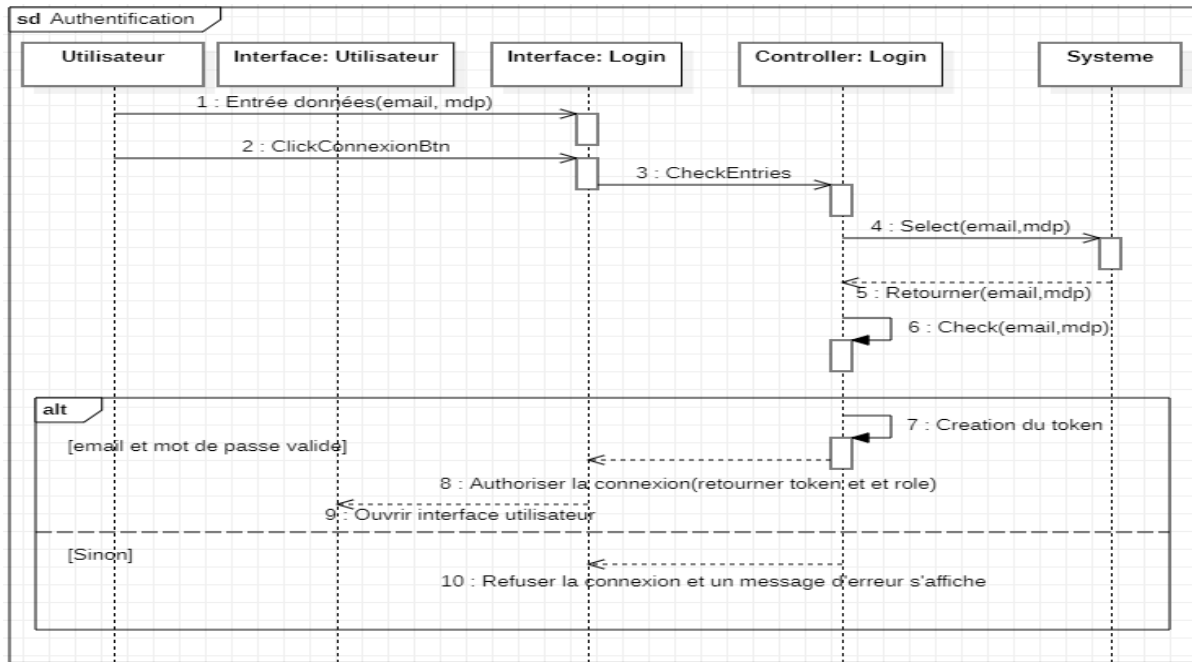 sd Authentification
Utilisateur
Interface: Utilisateur
Interface: Login
Controller: Login
Systeme
1 : Entrée données(email, mdp)
2 : ClickConnexionBtn
3 : CheckEntries
4 : Select(email,mdp)
5 : Retourner(email,mdp)
6 : Check(email,mdp)
alt
7 : Creation du token
[email et mot de passe valide]
8 : Authoriser la connexion(retourner token et et role)
9 : Ouvrir interface utilisateur
[Sinon]
10 : Refuser la connexion et un message d'erreur s'affiche